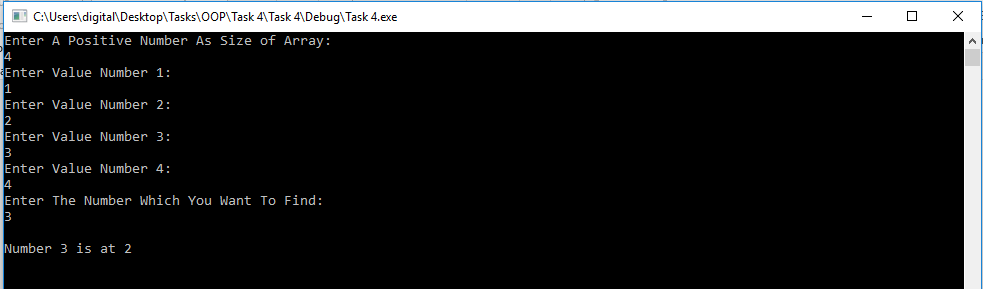 C:\Users\digital\Desktop\Tasks\OOP\Task 4\Task 4\Debug\Task 4.exe
Enter A Positive Number As Size of Array:
4
Enter Value Number 1:
1
Enter Value Number 2:
2
Enter Value Number 3:
3
Enter Value Number 4:
4
Enter The Number Which You Want To Find:
3
Number 3 is at 2